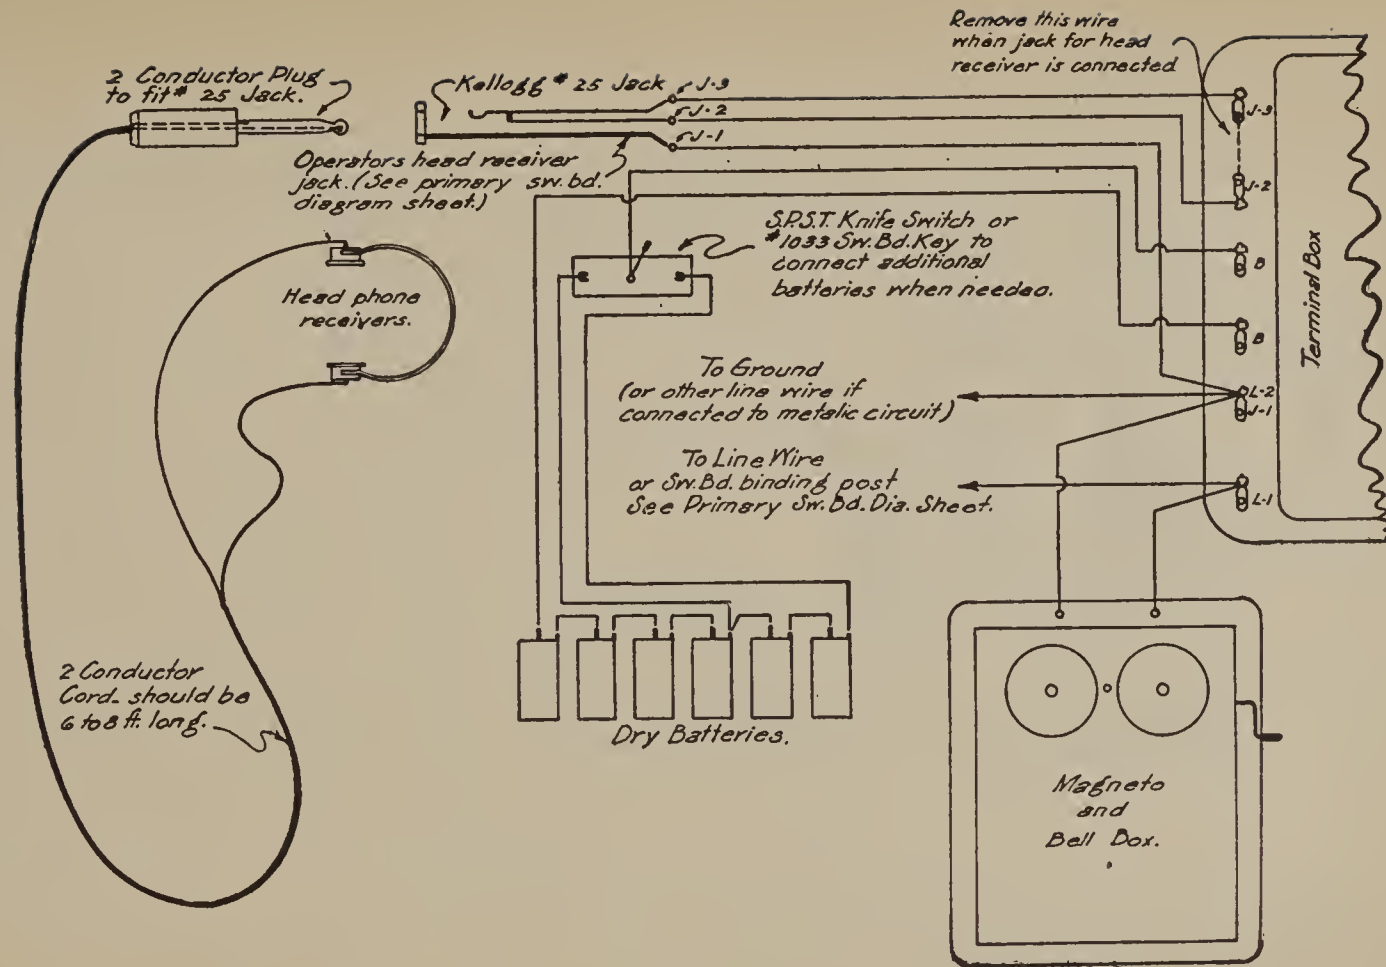 Remove this wire
when jack for head
receiver is connected
2 Conductor Plug
to fit # 25 Jack.
Kellogg # 25 Jack
J-3
J-2
J-1
J-3
J-2
Operators head receiver
jack. (See primary sw. bd.
diagram sheet.)
S.P.S.T. Knife Switch or
#1033 Sw. Bd. Key to
connect additional
batteries when needed.
B
B
Terminal Box
Head phone
receivers.
To Ground
(or other line wire if
connected to metalic circuit)
L-2
J-1
To Line Wire
or Sw. Bd. binding post
See Primary Sw. Bd. Dia. Sheet.
L-1
2 Conductor
Cord. should be
6 to 8 ft. long.
Dry Batteries.
Magneto
and
Bell Box.